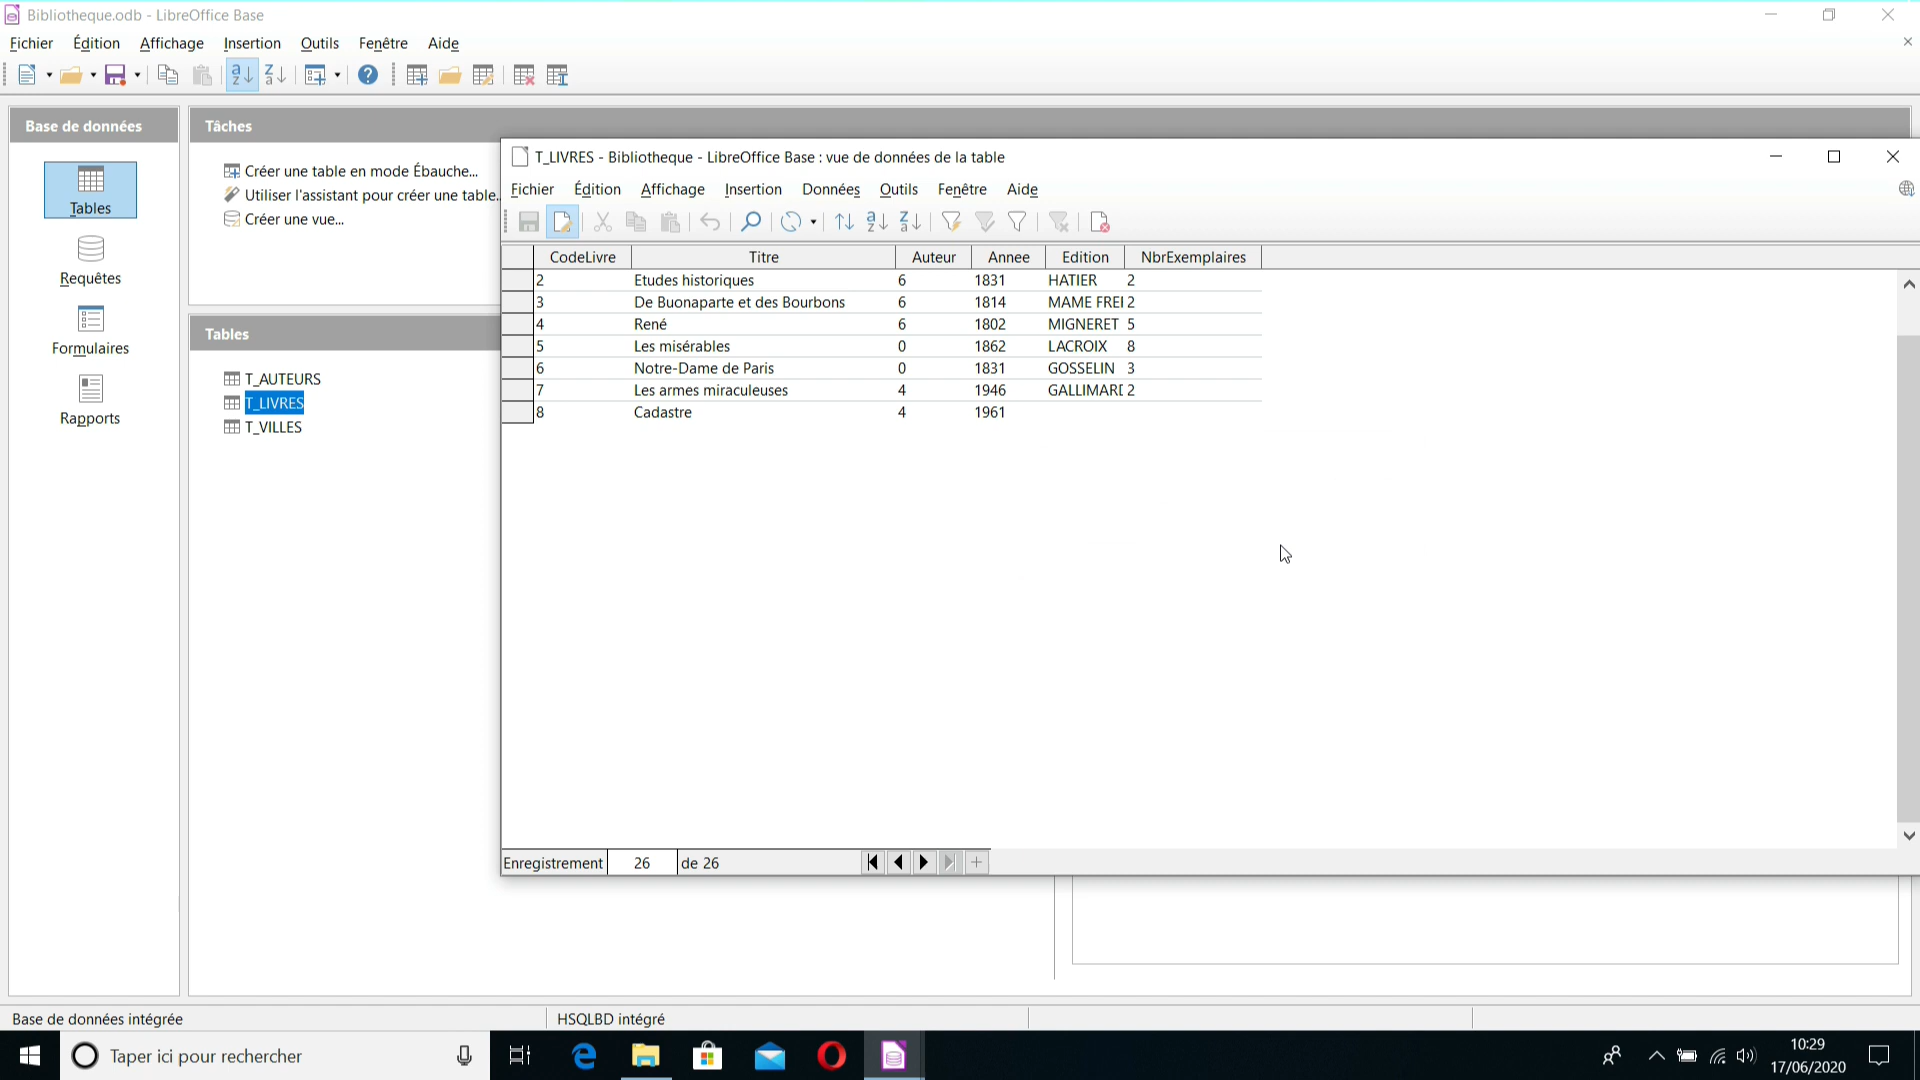 Bibliotheque.odb - LibreOffice Base
Fichier Édition Affichage Insertion Outils Fenêtre Aide
Base de données
Tables
Requêtes
Formulaires
Rapports
Tâches
Créer une table en mode Ébauche...
Utiliser l'assistant pour créer une table.
Créer une vue...
Tables
T_AUTEURS
T_LIVRES
T_VILLES
T_LIVRES - Bibliotheque - LibreOffice Base : vue de données de la table
Fichier Édition Affichage Insertion Données Outils Fenêtre Aide
CodeLivre Titre Auteur Annee Edition NbrExemplaires
2 Etudes historiques 6 1831 HATIER 2
3 De Buonaparte et des Bourbons 6 1814 MAME FREI 2
4 René 6 1802 MIGNERET 5
5 Les misérables 0 1862 LACROIX 8
6 Notre-Dame de Paris 0 1831 GOSSELIN 3
7 Les armes miraculeuses 4 1946 GALLIMARD 2
8 Cadastre 4 1961
Enregistrement 26 de 26
Base de données intégrée HSQLBD intégré
Taper ici pour rechercher
10:29
17/06/2020